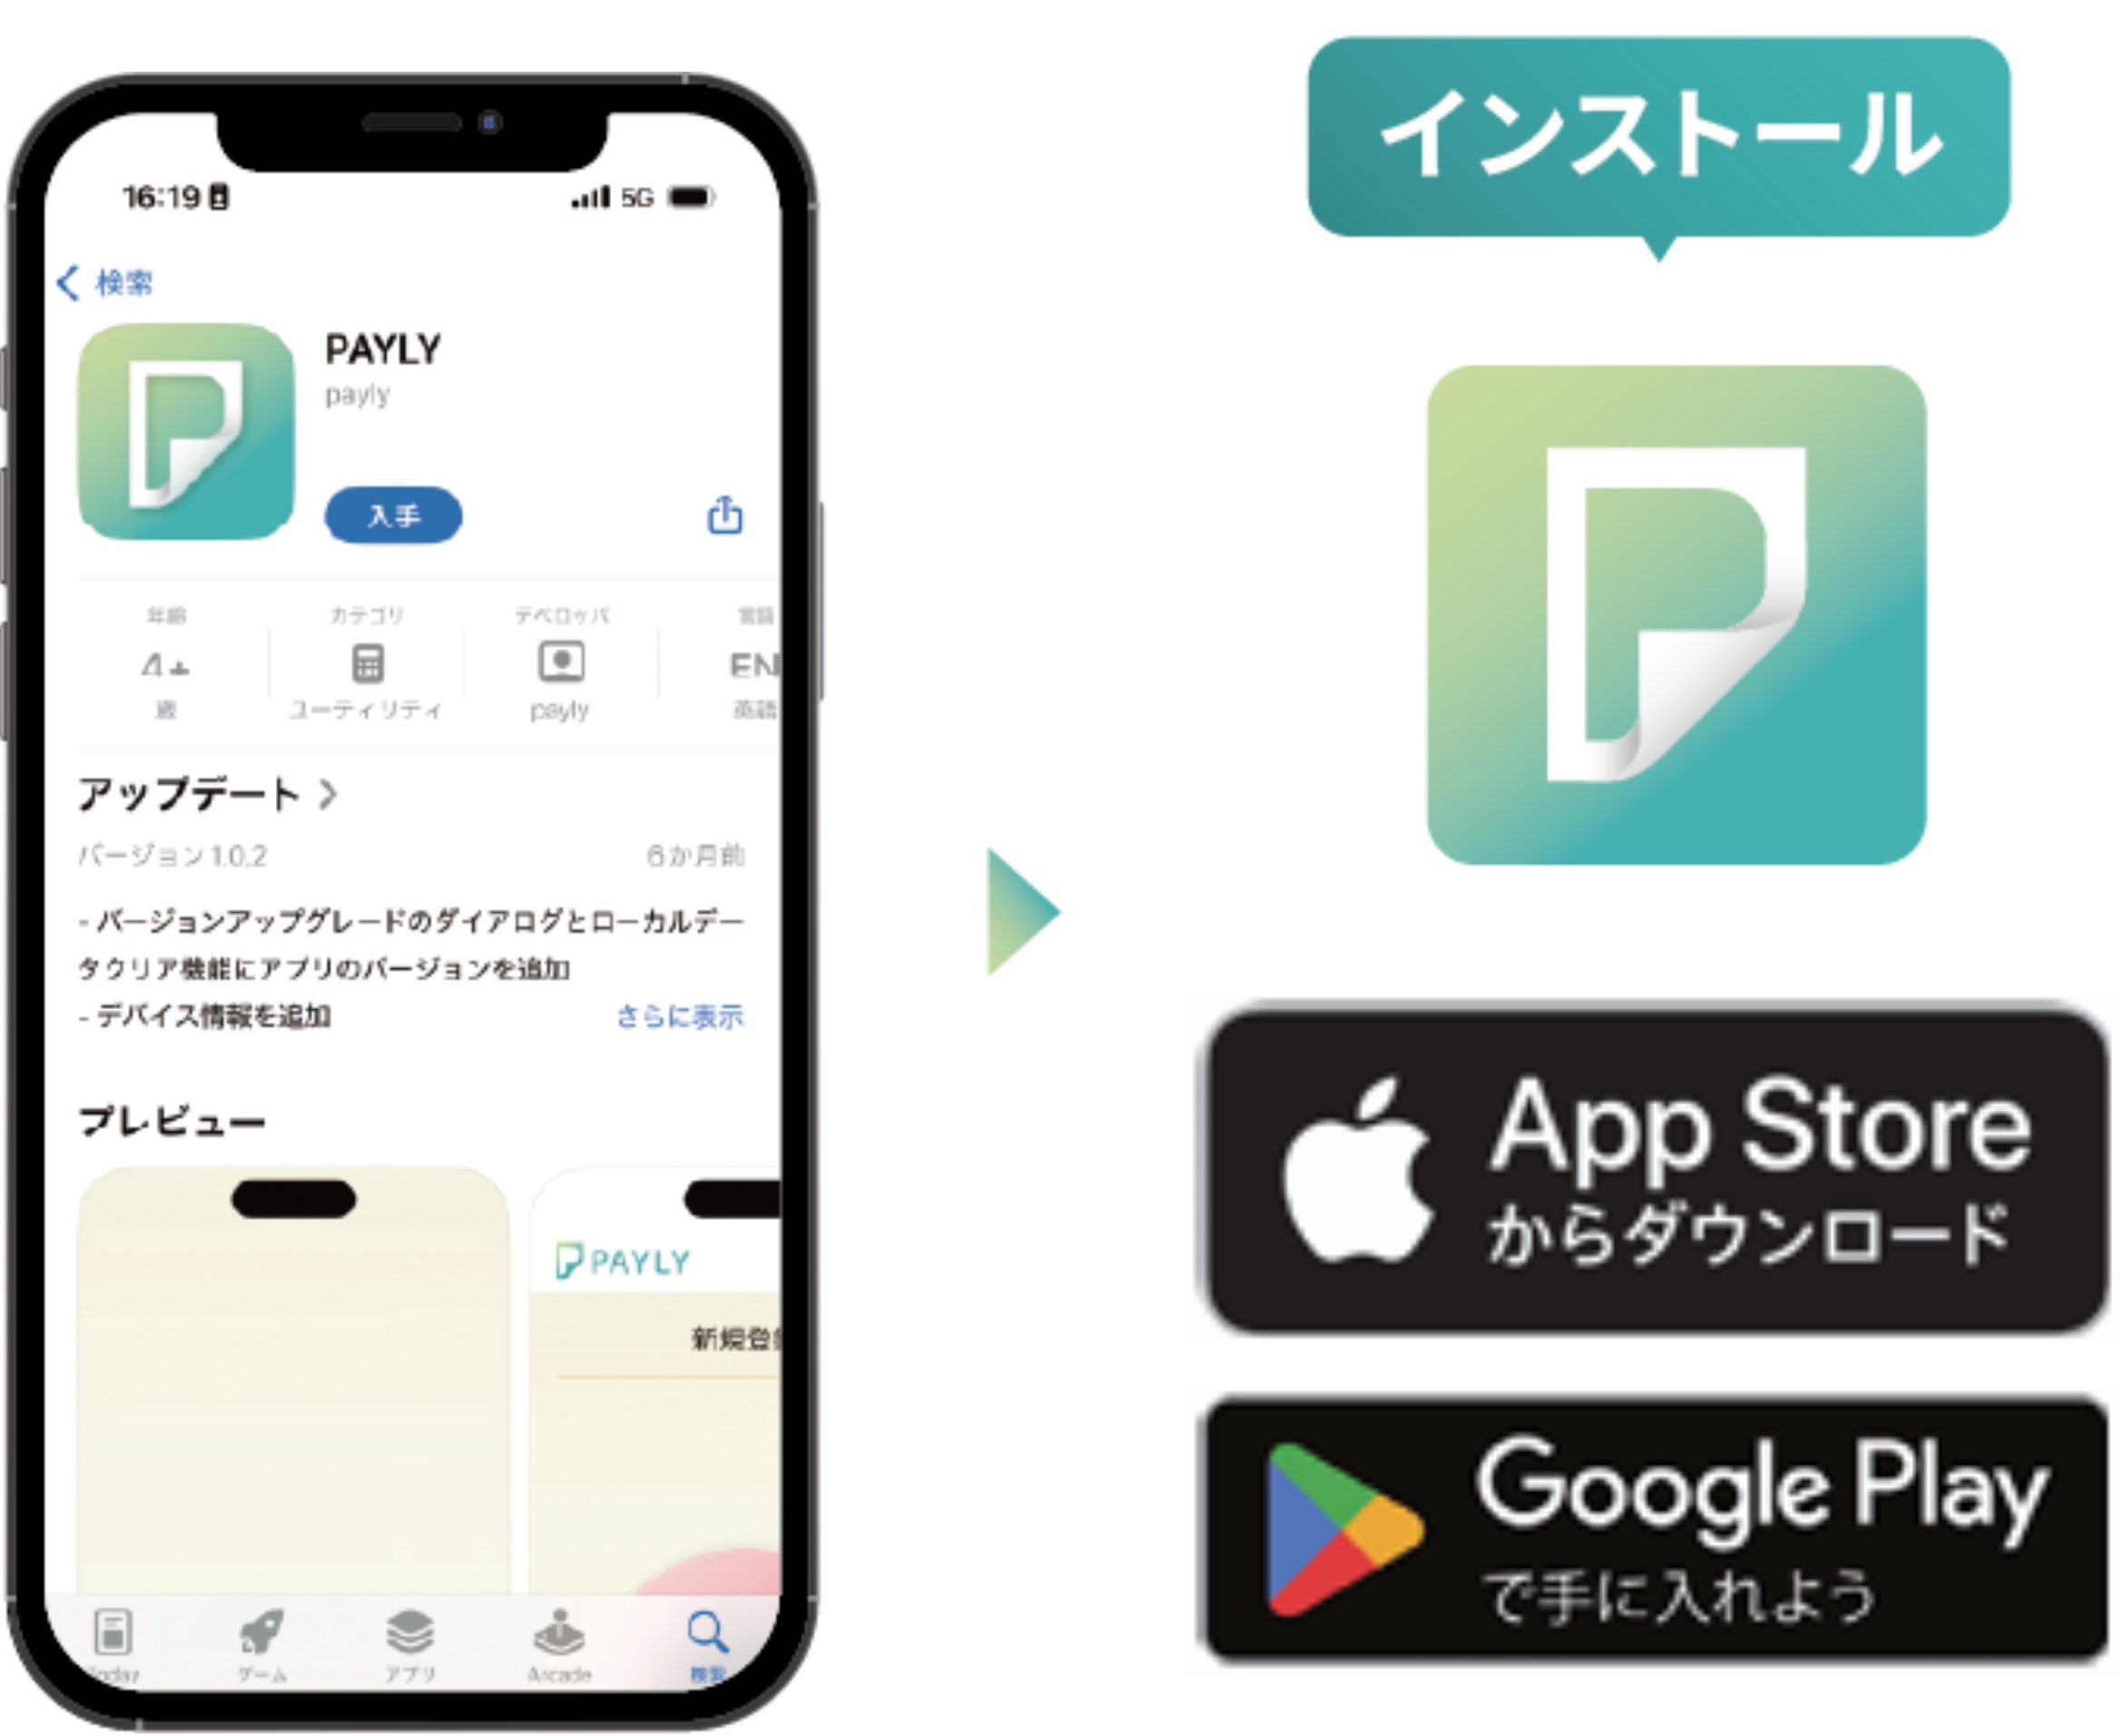 16:19
5G
検索
PAYLY
payly
入手
年齢
カテゴリ
デベロッパ
言語
4+
EN
歳
ユーティリティ
payly
英語
アップデート
バージョン1.0.2
6か月前
- バージョンアップグレードのダイアログとローカルデー
タクリア機能にアプリのバージョンを追加
- デバイス情報を追加
さらに表示
プレビュー
PAYLY
新規登
Today
ゲーム
アプリ
Arcade
検索
インストール
App Store
からダウンロード
Google Play
で手に入れよう